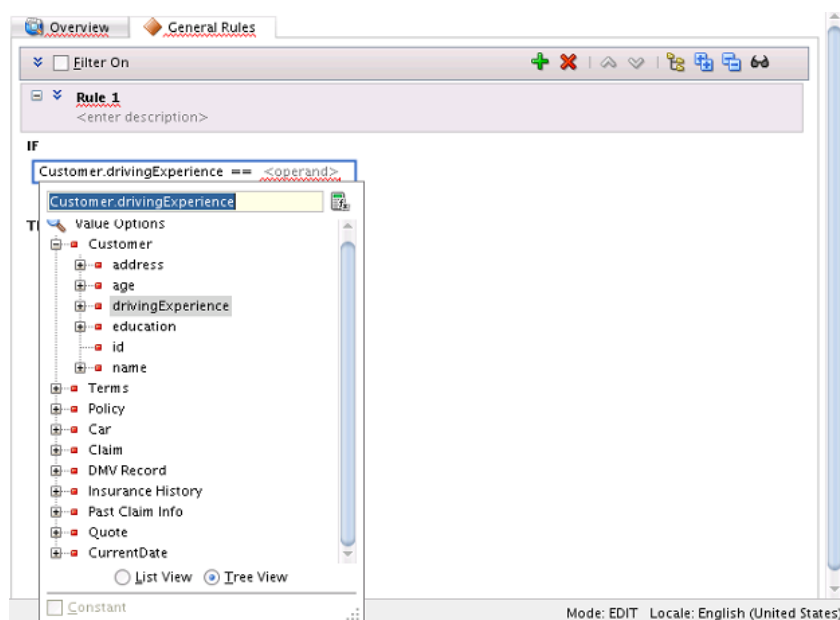 Overview General Rules
Filter On
Rule 1
<enter description>
IF
Customer.drivingExperience == <operand>
Customer.drivingExperience
Value Options
Customer
address
age
drivingExperience
education
id
name
Terms
Policy
Car
Claim
DMV Record
Insurance History
Past Claim Info
Quote
CurrentDate
List View Tree View
Constant
Mode: EDIT Locale: English (United States)